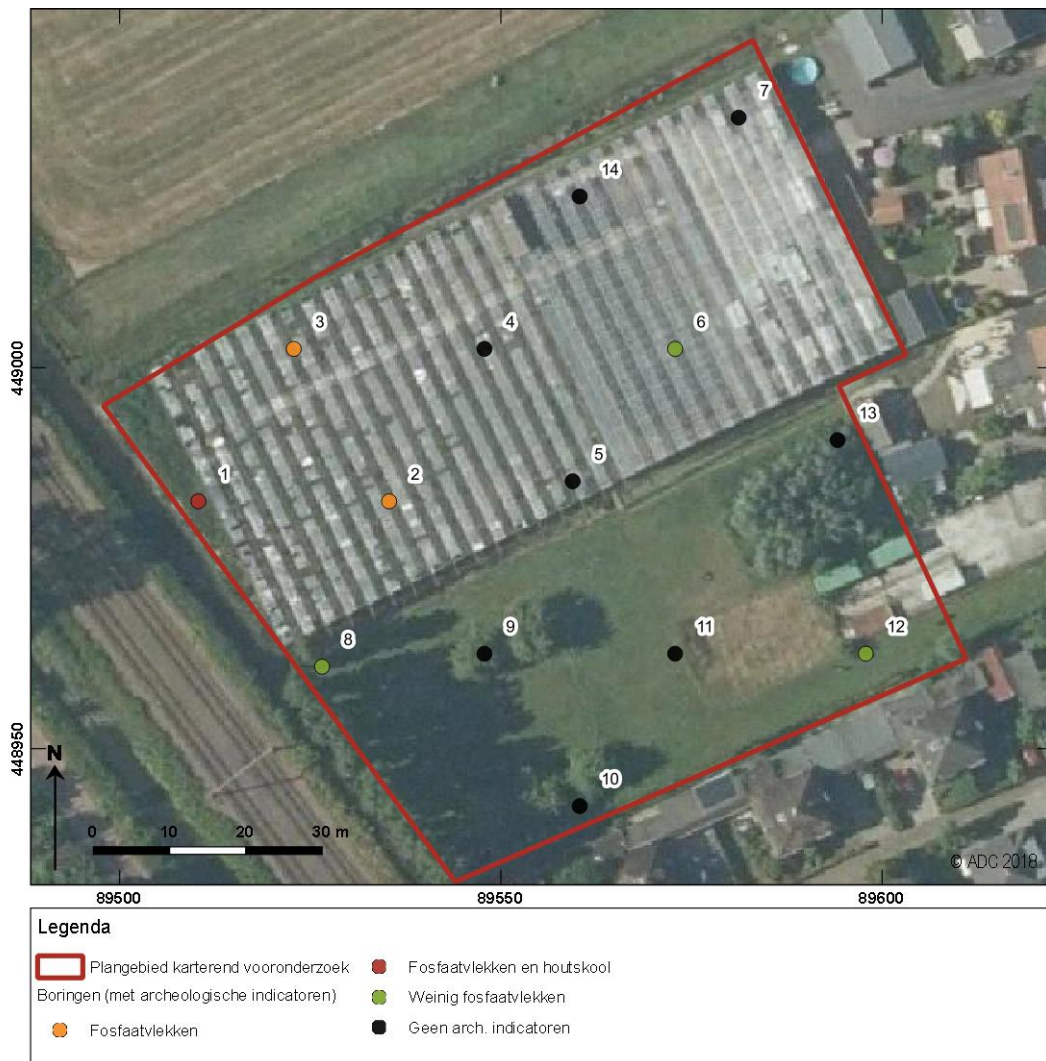 7
14
3
4
6
449000
13
5
1
2
8
9
11
12
448950
N
10
0 10 20 30 m
© ADC 2018
89500 89550 89600
Legenda
Plangebied karterend vooronderzoek
Fosfaatvlekken en houtskool
Boringen (met archeologische indicatoren)
Weinig fosfaatvlekken
Fosfaatvlekken
Geen arch. indicatoren